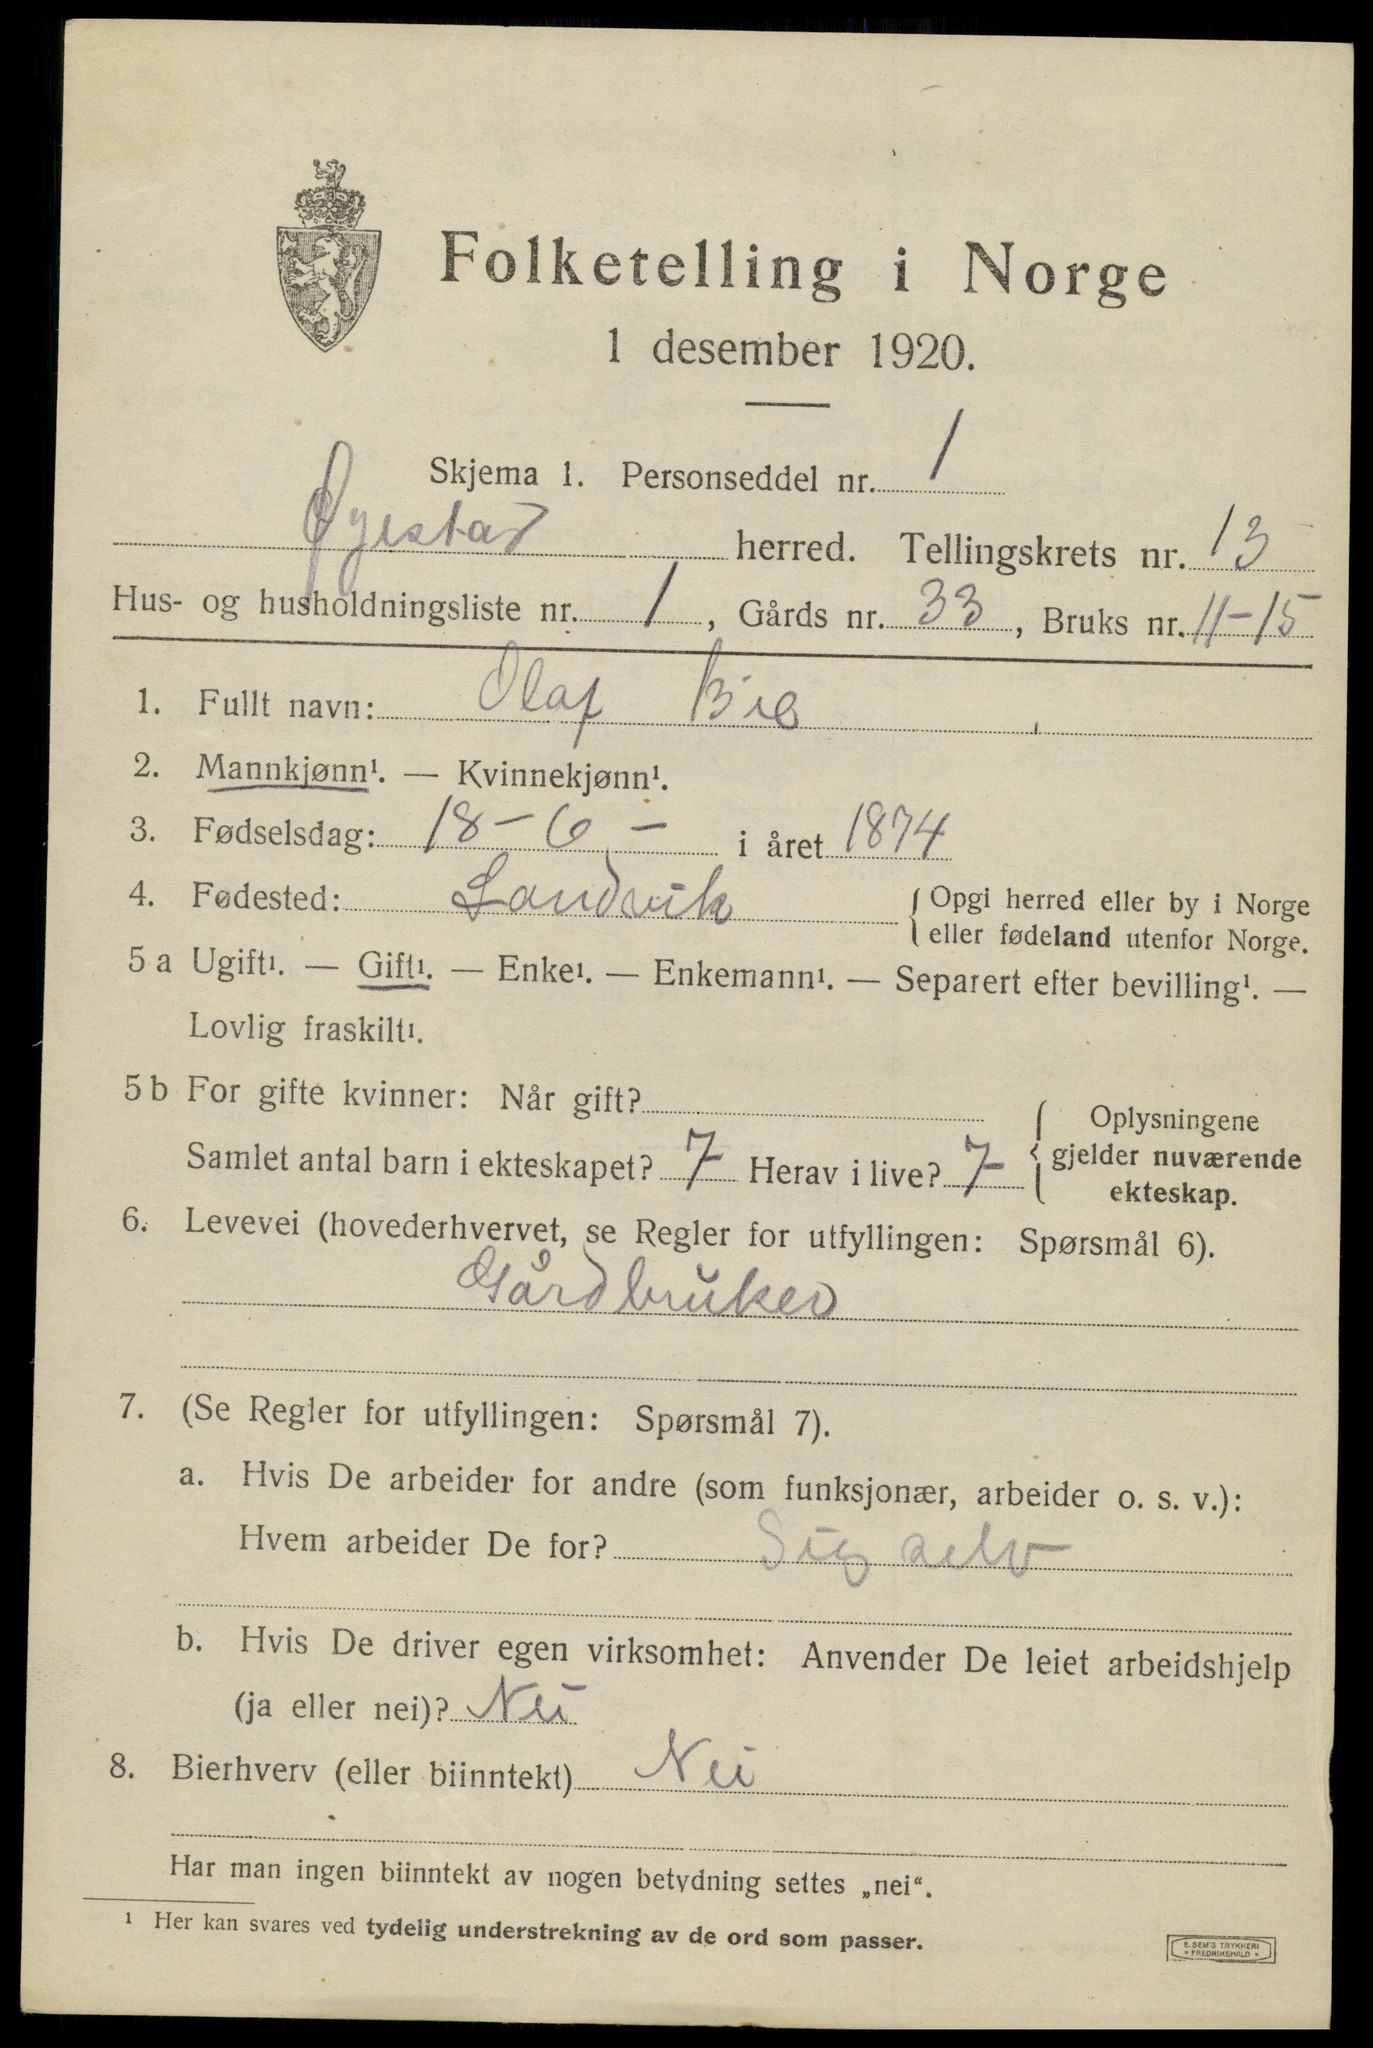 Folketelling i Norge
1 desember 1920.
Skjema 1. Personseddel nr. 1
Øyestad herred. Tellingskrets nr. 13
Hus- og husholdningsliste nr. 1, Gårds nr. 33, Bruks nr. 11-15
1. Fullt navn: Olaf Bie
2. Mannkjønn¹. — Kvinnekjønn¹.
3. Fødselsdag: 18-6- i året 1874
4. Fødested: Landvik { Opgi herred eller by i Norge
eller fødeland utenfor Norge.
5 a Ugift¹. — Gift¹. — Enke¹. — Enkemann¹. — Separert efter bevilling¹. —
Lovlig fraskilt¹.
5 b For gifte kvinner: Når gift?
Samlet antal barn i ekteskapet? 7 Herav i live? 7
{ Oplysningene
gjelder nuværende
ekteskap.
6. Levevei (hovederhvervet, se Regler for utfyllingen: Spørsmål 6).
Gårdbruker
7. (Se Regler for utfyllingen: Spørsmål 7).
a. Hvis De arbeider for andre (som funksjonær, arbeider o. s. v.):
Hvem arbeider De for? Sig selv
b. Hvis De driver egen virksomhet: Anvender De leiet arbeidshjelp
(ja eller nei)? Nei
8. Bierhverv (eller biinntekt) Nei
Har man ingen biinntekt av nogen betydning settes „nei“.
¹ Her kan svares ved tydelig understrekning av de ord som passer.
E. SEM'S TRYKKERI
• FREDRIKSHALD •